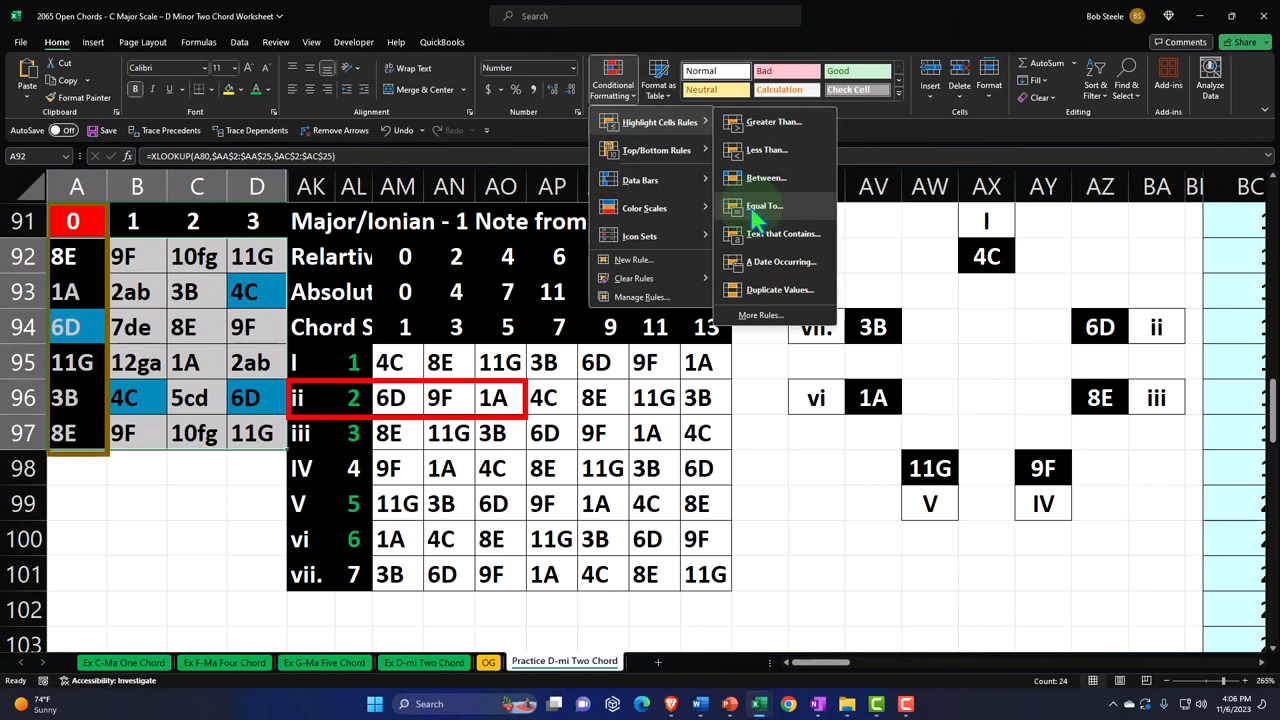 2065 Open Chords - C Major Scale – D Minor Two Chord Worksheet
Search
Bob Steele BS
File Home Insert Page Layout Formulas Data Review View Developer Help QuickBooks Comments Share
Paste Cut Copy Format Painter
Calibri 11 Wrap Text Merge & Center
Number
Conditional Formatting Format as Table
Normal Bad Good
Neutral Calculation Check Cell
Insert Delete Format
AutoSum Fill Clear
Sort & Filter Find & Select
Add-ins Analyze Data
AutoSave Off Save Trace Precedents Trace Dependents Remove Arrows Undo Redo
A92 fx =XLOOKUP(A80,$AA$2:$AA$25,$AC$2:$AC$25)
Highlight Cells Rules
Top/Bottom Rules
Data Bars
Color Scales
Icon Sets
New Rule...
Clear Rules
Manage Rules...
Greater Than...
Less Than...
Between...
Equal To...
Text that Contains...
A Date Occurring...
Duplicate Values...
More Rules...
A B C D AK AL AM AN AO AP AV AW AX AY AZ BA BI BC
91 0 1 2 3 Major/Ionian - 1 Note from I
92 8E 9F 10fg 11G Relartiv 0 2 4 6 4C
93 1A 2ab 3B 4C Absolut 0 4 7 11
94 6D 7de 8E 9F Chord S 1 3 5 7 9 11 13 vii. 3B 6D ii
95 11G 12ga 1A 2ab I 1 4C 8E 11G 3B 6D 9F 1A
96 3B 4C 5cd 6D ii 2 6D 9F 1A 4C 8E 11G 3B vi 1A 8E iii
97 8E 9F 10fg 11G iii 3 8E 11G 3B 6D 9F 1A 4C
98 IV 4 9F 1A 4C 8E 11G 3B 6D 11G 9F
99 V 5 11G 3B 6D 9F 1A 4C 8E V IV
100 vi 6 1A 4C 8E 11G 3B 6D 9F
101 vii. 7 3B 6D 9F 1A 4C 8E 11G
102
103
Ex C-Ma One Chord Ex F-Ma Four Chord Ex G-Ma Five Chord Ex D-mi Two Chord OG Practice D-mi Two Chord
Ready Accessibility: Investigate Count: 24 265%
74°F
Sunny
Search
4:06 PM
11/6/2023